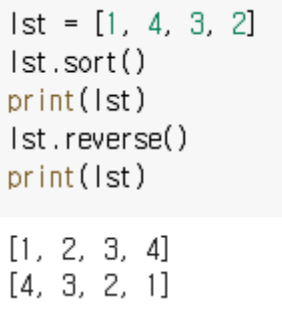 lst = [1, 4, 3, 2]
lst.sort()
print(lst)
lst.reverse()
print(lst)
[1, 2, 3, 4]
[4, 3, 2, 1]